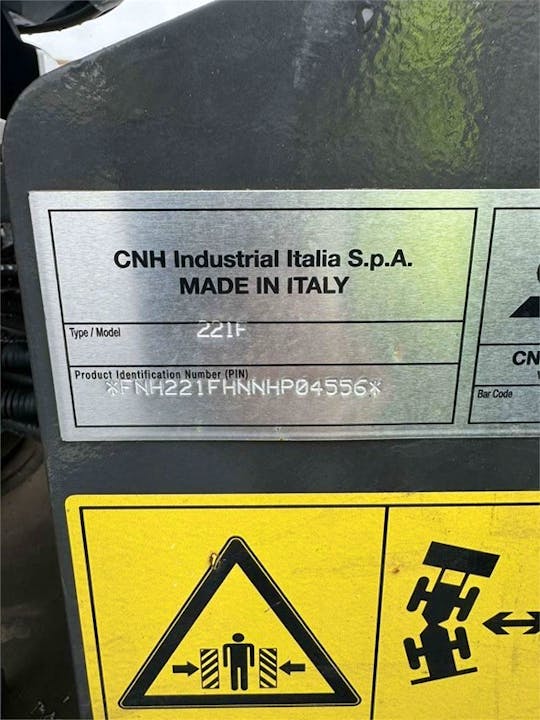 CNH Industrial Italia S.p.A.
MADE IN ITALY
Type / Model 221F
Product Identification Number (PIN)
*FNH221FHNNHP04556*
CN
Bar Code